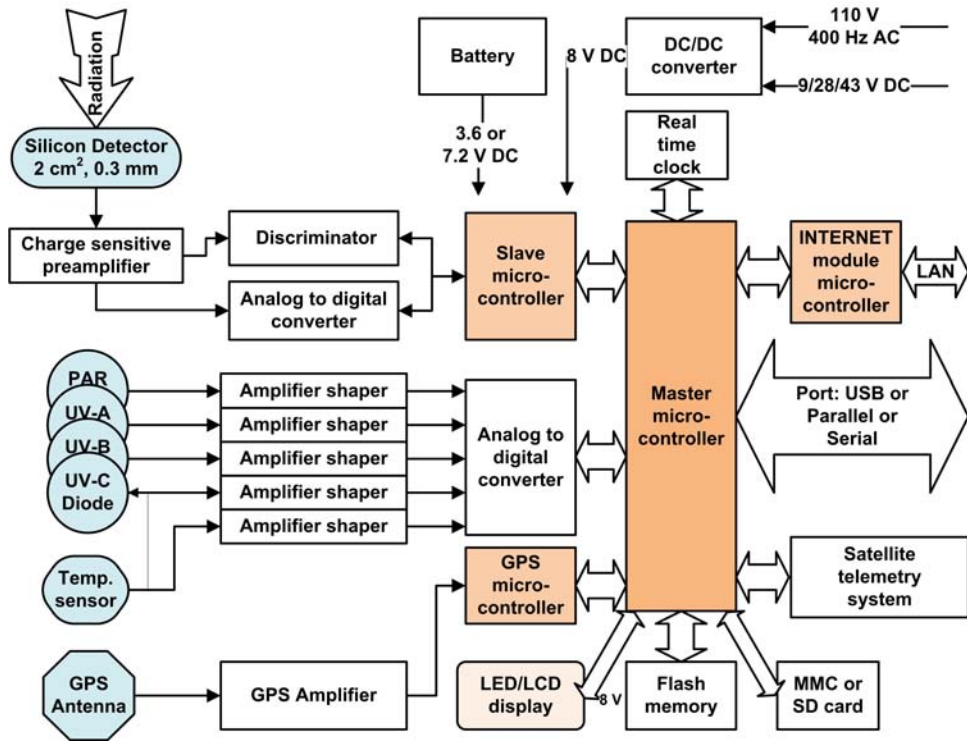 Radiation
Silicon Detector
2 cm², 0.3 mm
Charge sensitive
preamplifier
Discriminator
Analog to digital
converter
Battery
3.6 or
7.2 V DC
8 V DC
DC/DC
converter
110 V
400 Hz AC
9/28/43 V DC
Real
time
clock
Slave
micro-
controller
Master
micro-
controller
INTERNET
module
micro-
controller
LAN
PAR
UV-A
UV-B
UV-C
Diode
Amplifier shaper
Amplifier shaper
Amplifier shaper
Amplifier shaper
Amplifier shaper
Analog to
digital
converter
Port: USB or
Parallel or
Serial
Temp.
sensor
GPS
micro-
controller
Satellite
telemetry
system
GPS
Antenna
GPS Amplifier
LED/LCD
display
8 V
Flash
memory
MMC or
SD card